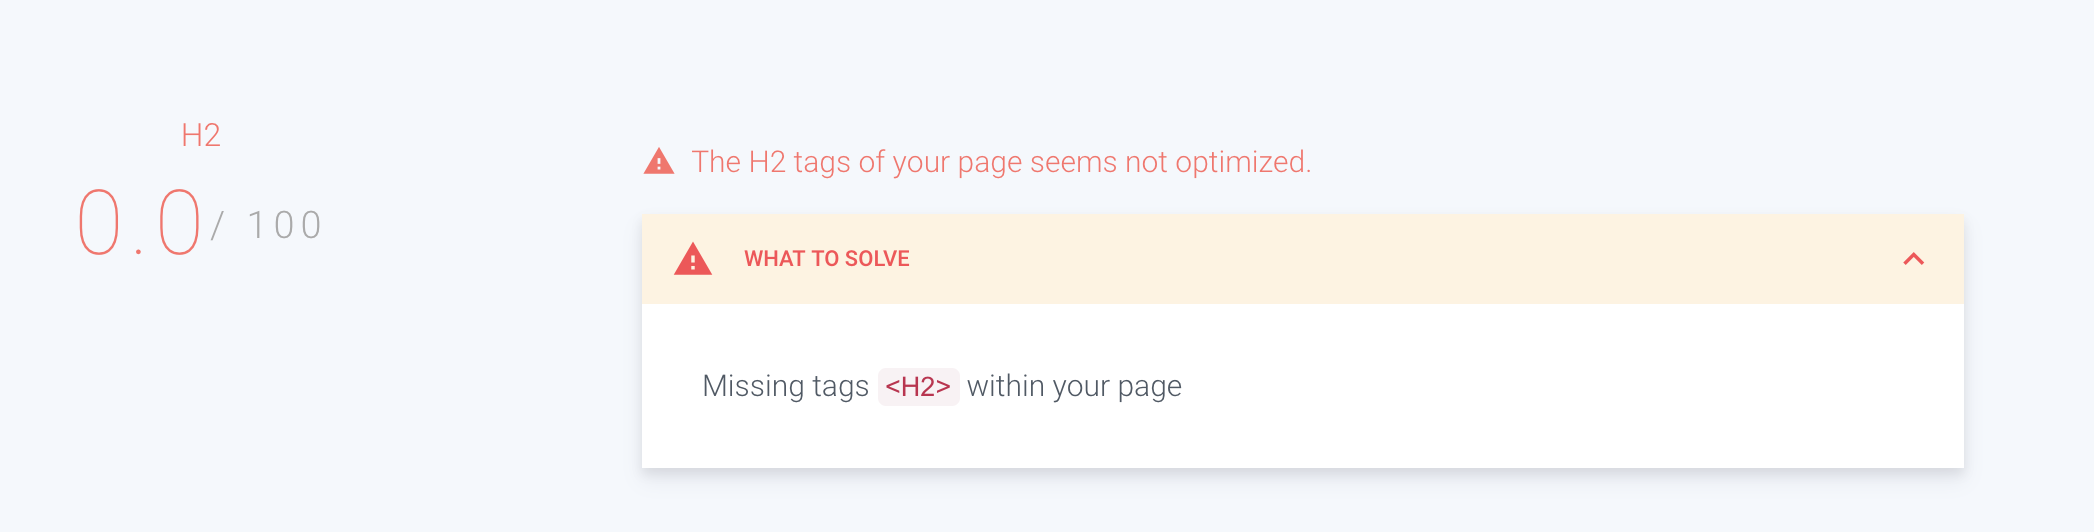 H2
0.0/ 100
The H2 tags of your page seems not optimized.
WHAT TO SOLVE
Missing tags <H2> within your page